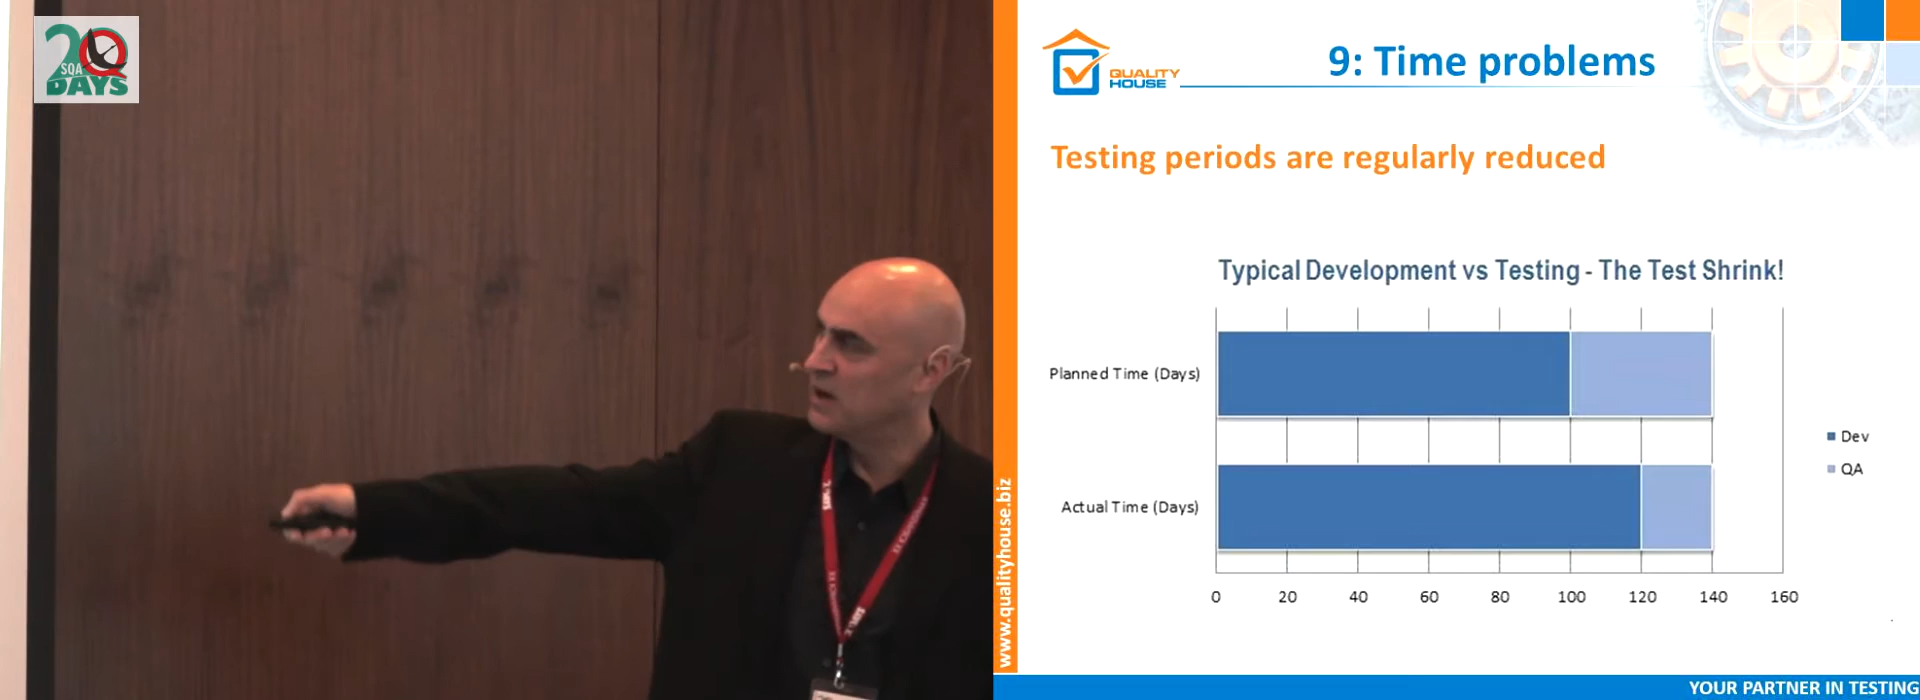 20
SQA
DAYS
QUALITY
HOUSE
9: Time problems
Testing periods are regularly reduced
Typical Development vs Testing - The Test Shrink!
Planned Time (Days)
Actual Time (Days)
Dev
QA
0 20 40 60 80 100 120 140 160
www.qualityhouse.biz
YOUR PARTNER IN TESTING